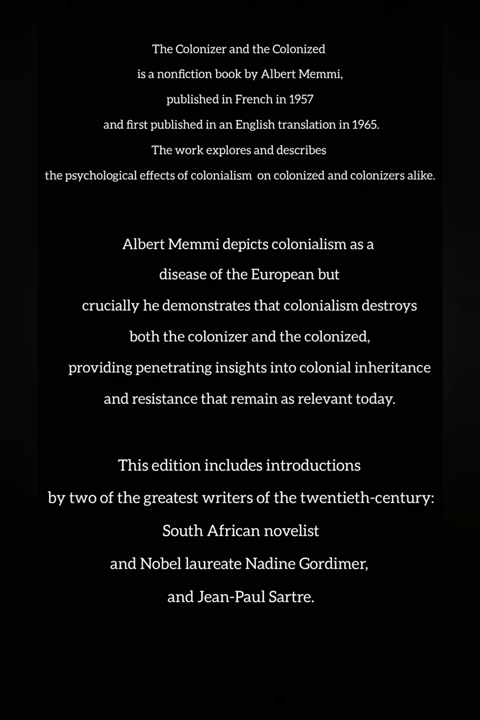 The Colonizer and the Colonized
is a nonfiction book by Albert Memmi,
published in French in 1957
and first published in an English translation in 1965.
The work explores and describes
the psychological effects of colonialism on colonized and colonizers alike.
Albert Memmi depicts colonialism as a
disease of the European but
crucially he demonstrates that colonialism destroys
both the colonizer and the colonized,
providing penetrating insights into colonial inheritance
and resistance that remain as relevant today.
This edition includes introductions
by two of the greatest writers of the twentieth-century:
South African novelist
and Nobel laureate Nadine Gordimer,
and Jean-Paul Sartre.